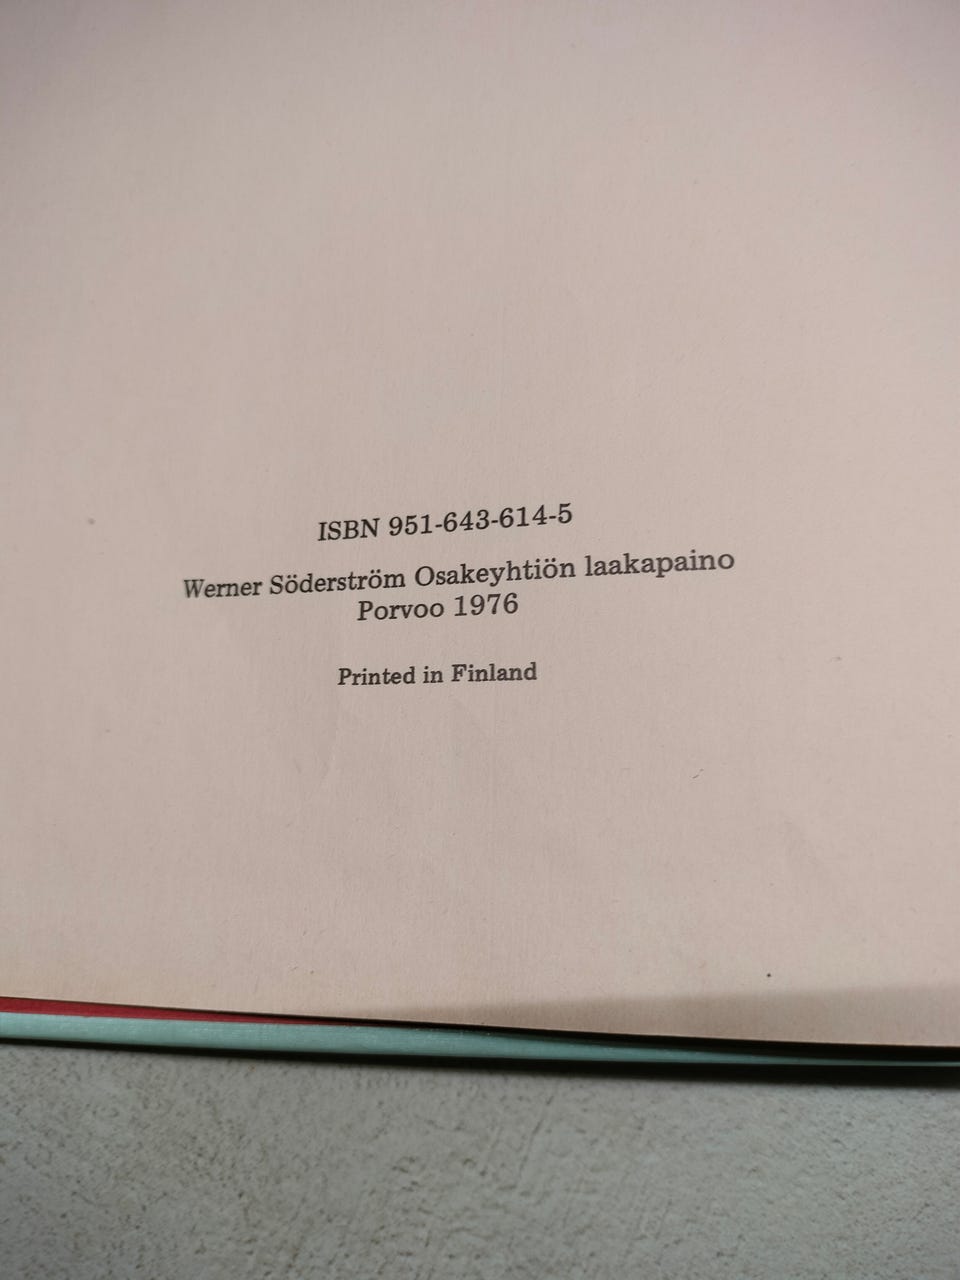 ISBN 951-643-614-5
Werner Söderström Osakeyhtiön laakapaino
Porvoo 1976
Printed in Finland